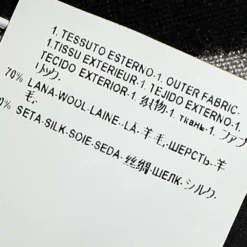 1. TESSUTO ESTERNO·1. OUTER FABRIC.
1.TISSU EXTERIEUR·1. TEJIDO EXTERNO.1.
TECIDO EXTERIOR.1. 织物·1. ткань.1. ファブ
リック.
70% LANA·WOOL·LAINE·LÃ·羊毛·ШЕРСТЬ·羊
毛.
0% SETA·SILK·SOIE·SEDA·丝绸·ШЕЛК·シルク.